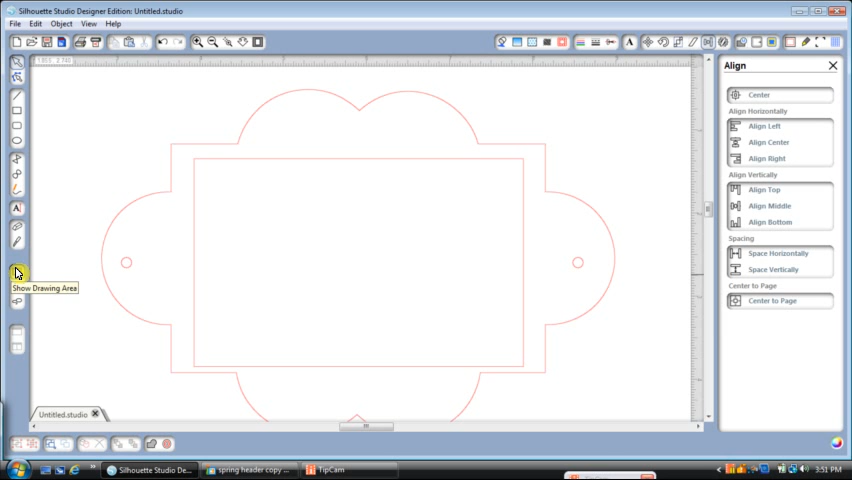 Silhouette Studio Designer Edition: Untitled.studio
File Edit Object View Help
A
Align
Center
Align Horizontally
Align Left
Align Center
Align Right
Align Vertically
Align Top
Align Middle
Align Bottom
Spacing
Space Horizontally
Space Vertically
Center to Page
Center to Page
A
Show Drawing Area
Untitled.studio
Silhouette Studio De... spring header copy ... TipCam 3:51 PM